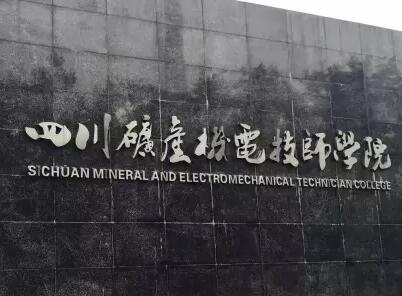 四川礦產機電技師學院
SICHUAN MINERAL AND ELECTROMECHANICAL TECHNICIAN COLLEGE